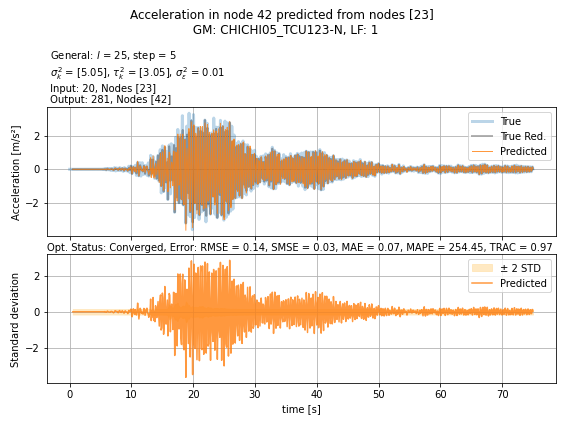 Acceleration in node 42 predicted from nodes [23]
GM: CHICHI05_TCU123-N, LF: 1
General: l = 25, step = 5
σ²ₖ = [5.05], τ²ₖ = [3.05], σ²ε = 0.01
Input: 20, Nodes [23]
Output: 281, Nodes [42]
Acceleration [m/s²]
2
0
−2
True
True Red.
Predicted
Opt. Status: Converged, Error: RMSE = 0.14, SMSE = 0.03, MAE = 0.07, MAPE = 254.45, TRAC = 0.97
Standard deviation
2
0
−2
± 2 STD
Predicted
0 10 20 30 40 50 60 70
time [s]